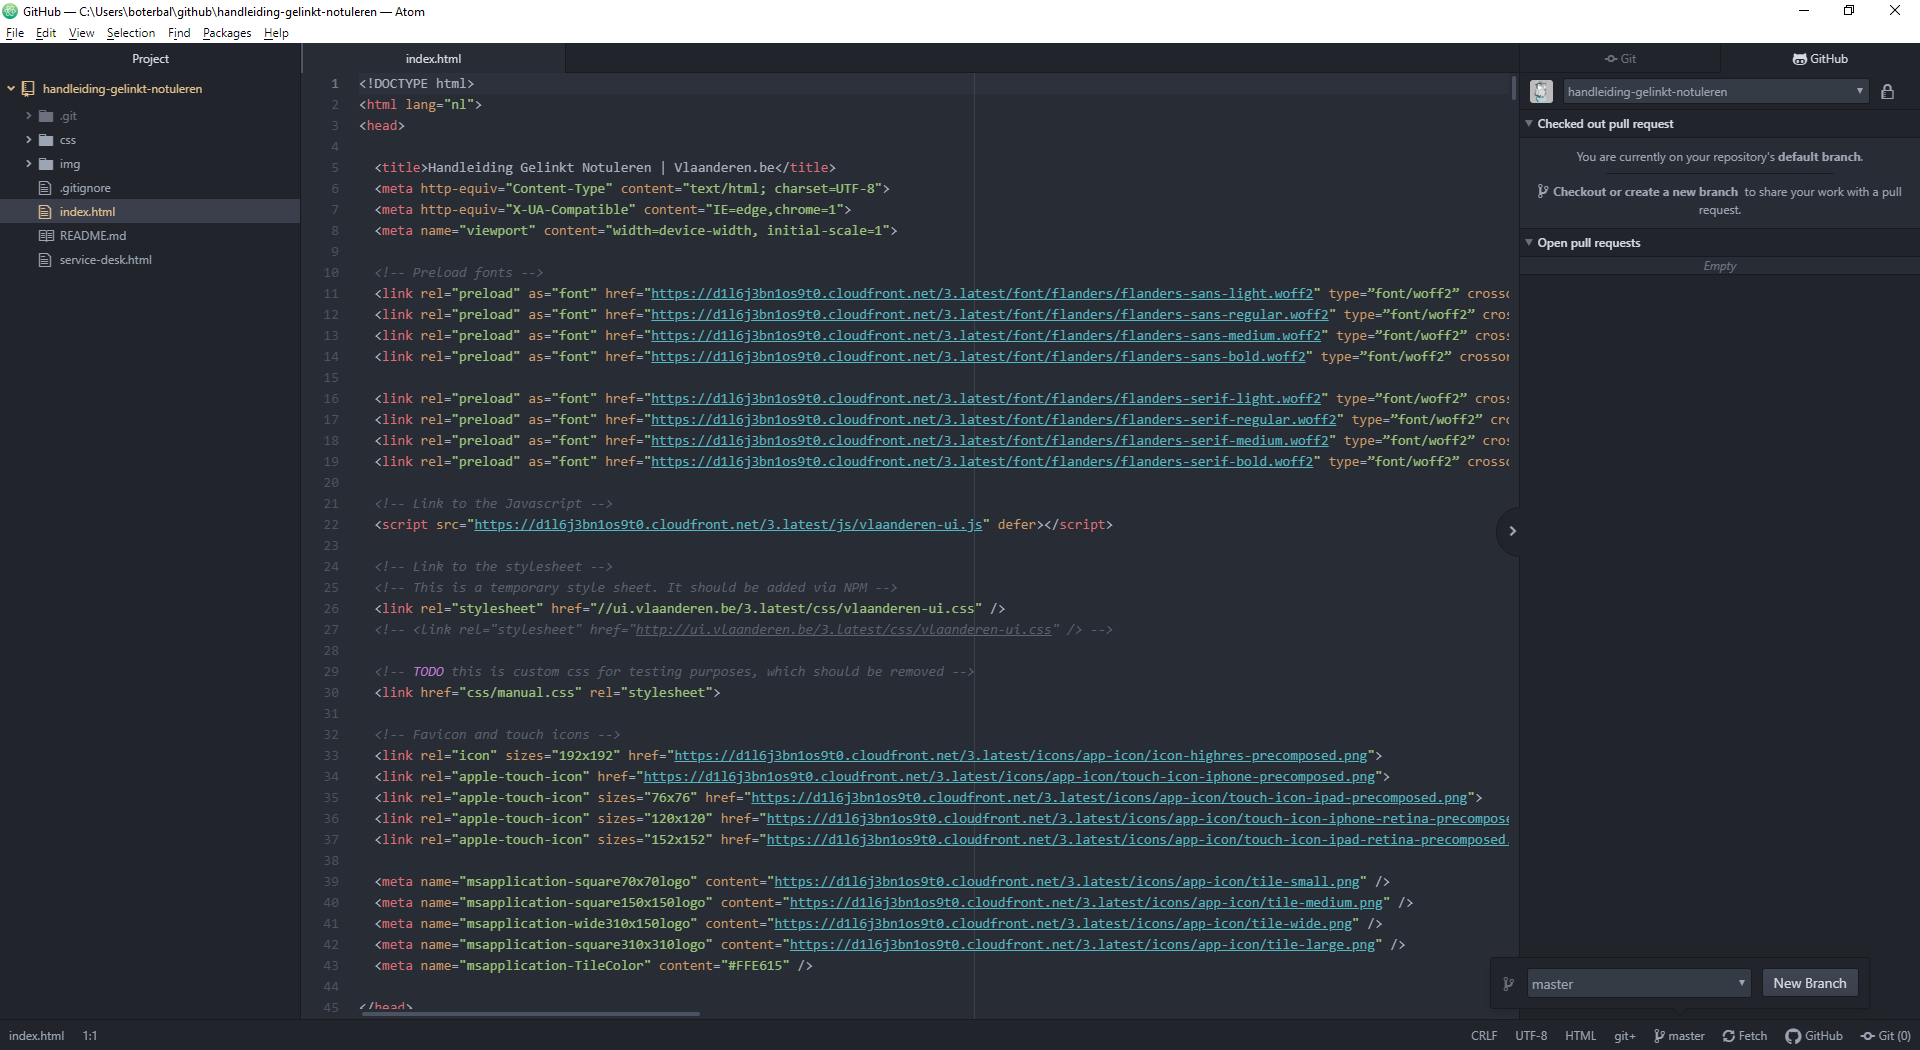 GitHub — C:\Users\boterbal\github\handleiding-gelinkt-notuleren — Atom
File Edit View Selection Find Packages Help
Project
handleiding-gelinkt-notuleren
.git
css
img
.gitignore
index.html
README.md
service-desk.html
index.html
1 <!DOCTYPE html>
2 <html lang="nl">
3 <head>
4
5 <title>Handleiding Gelinkt Notuleren | Vlaanderen.be</title>
6 <meta http-equiv="Content-Type" content="text/html; charset=UTF-8">
7 <meta http-equiv="X-UA-Compatible" content="IE=edge,chrome=1">
8 <meta name="viewport" content="width=device-width, initial-scale=1">
9
10 <!-- Preload fonts -->
11 <link rel="preload" as="font" href="https://d1l6j3bn1os9t0.cloudfront.net/3.latest/font/flanders/flanders-sans-light.woff2" type=”font/woff2” crossc
12 <link rel="preload" as="font" href="https://d1l6j3bn1os9t0.cloudfront.net/3.latest/font/flanders/flanders-sans-regular.woff2" type=”font/woff2” cros
13 <link rel="preload" as="font" href="https://d1l6j3bn1os9t0.cloudfront.net/3.latest/font/flanders/flanders-sans-medium.woff2" type=”font/woff2” cross
14 <link rel="preload" as="font" href="https://d1l6j3bn1os9t0.cloudfront.net/3.latest/font/flanders/flanders-sans-bold.woff2" type=”font/woff2” crossor
15
16 <link rel="preload" as="font" href="https://d1l6j3bn1os9t0.cloudfront.net/3.latest/font/flanders/flanders-serif-light.woff2" type=”font/woff2” cross
17 <link rel="preload" as="font" href="https://d1l6j3bn1os9t0.cloudfront.net/3.latest/font/flanders/flanders-serif-regular.woff2" type=”font/woff2” crc
18 <link rel="preload" as="font" href="https://d1l6j3bn1os9t0.cloudfront.net/3.latest/font/flanders/flanders-serif-medium.woff2" type=”font/woff2” cros
19 <link rel="preload" as="font" href="https://d1l6j3bn1os9t0.cloudfront.net/3.latest/font/flanders/flanders-serif-bold.woff2" type=”font/woff2” crossc
20
21 <!-- Link to the Javascript -->
22 <script src="https://d1l6j3bn1os9t0.cloudfront.net/3.latest/js/vlaanderen-ui.js" defer></script>
23
24 <!-- Link to the stylesheet -->
25 <!-- This is a temporary style sheet. It should be added via NPM -->
26 <link rel="stylesheet" href="//ui.vlaanderen.be/3.latest/css/vlaanderen-ui.css" />
27 <!-- <link rel="stylesheet" href="http://ui.vlaanderen.be/3.latest/css/vlaanderen-ui.css" /> -->
28
29 <!-- TODO this is custom css for testing purposes, which should be removed -->
30 <link href="css/manual.css" rel="stylesheet">
31
32 <!-- Favicon and touch icons -->
33 <link rel="icon" sizes="192x192" href="https://d1l6j3bn1os9t0.cloudfront.net/3.latest/icons/app-icon/icon-highres-precomposed.png">
34 <link rel="apple-touch-icon" href="https://d1l6j3bn1os9t0.cloudfront.net/3.latest/icons/app-icon/touch-icon-iphone-precomposed.png">
35 <link rel="apple-touch-icon" sizes="76x76" href="https://d1l6j3bn1os9t0.cloudfront.net/3.latest/icons/app-icon/touch-icon-ipad-precomposed.png">
36 <link rel="apple-touch-icon" sizes="120x120" href="https://d1l6j3bn1os9t0.cloudfront.net/3.latest/icons/app-icon/touch-icon-iphone-retina-precompose
37 <link rel="apple-touch-icon" sizes="152x152" href="https://d1l6j3bn1os9t0.cloudfront.net/3.latest/icons/app-icon/touch-icon-ipad-retina-precomposed.
38
39 <meta name="msapplication-square70x70logo" content="https://d1l6j3bn1os9t0.cloudfront.net/3.latest/icons/app-icon/tile-small.png" />
40 <meta name="msapplication-square150x150logo" content="https://d1l6j3bn1os9t0.cloudfront.net/3.latest/icons/app-icon/tile-medium.png" />
41 <meta name="msapplication-wide310x150logo" content="https://d1l6j3bn1os9t0.cloudfront.net/3.latest/icons/app-icon/tile-wide.png" />
42 <meta name="msapplication-square310x310logo" content="https://d1l6j3bn1os9t0.cloudfront.net/3.latest/icons/app-icon/tile-large.png" />
43 <meta name="msapplication-TileColor" content="#FFE615" />
44
45 </head>
Git GitHub
handleiding-gelinkt-notuleren
Checked out pull request
You are currently on your repository's default branch.
Checkout or create a new branch to share your work with a pull
request.
Open pull requests
Empty
master New Branch
index.html 1:1 CRLF UTF-8 HTML git+ master Fetch GitHub Git (0)